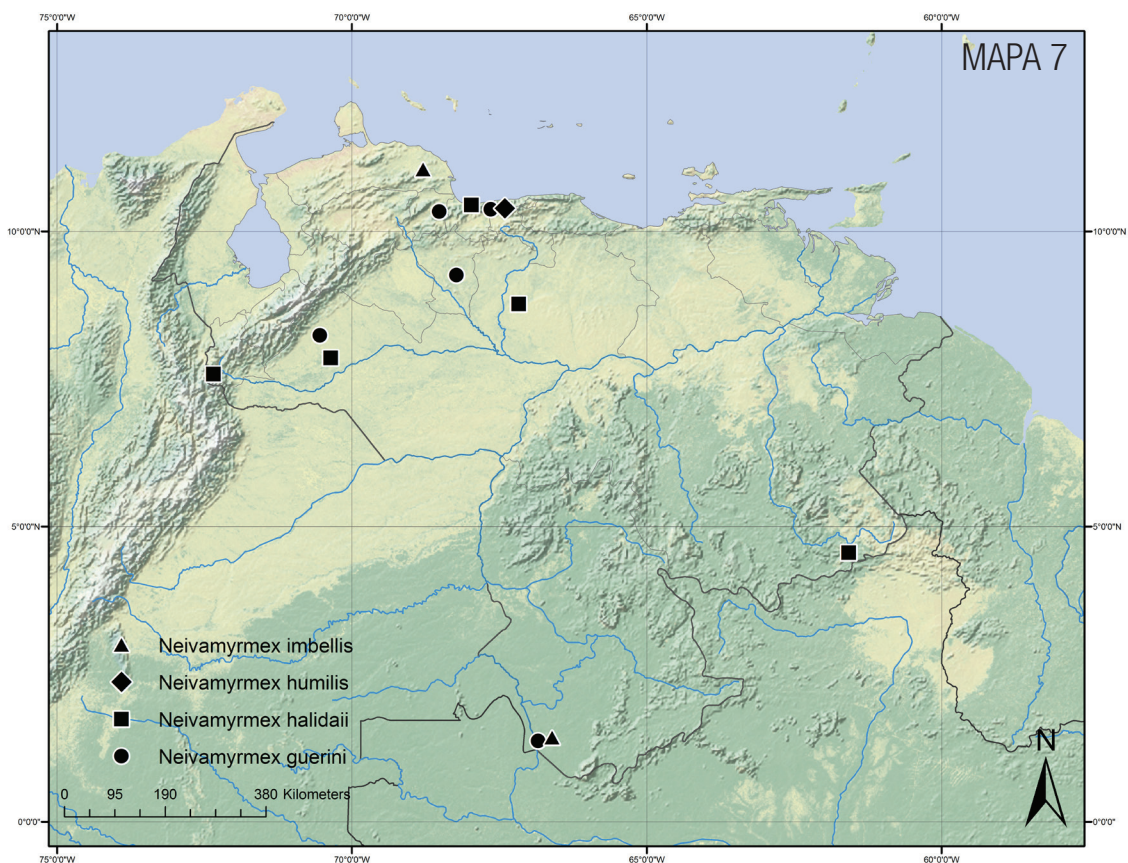 75°0'0"W 70°0'0"W 65°0'0"W 60°0'0"W
MAPA 7
10°0'0"N 10°0'0"N
5°0'0"N 5°0'0"N
Neivamyrmex imbellis
Neivamyrmex humilis
Neivamyrmex halidaii
Neivamyrmex guerini
N
0 95 190 380 Kilometers
0°0'0" 0°0'0"
75°0'0"W 70°0'0"W 65°0'0"W 60°0'0"W